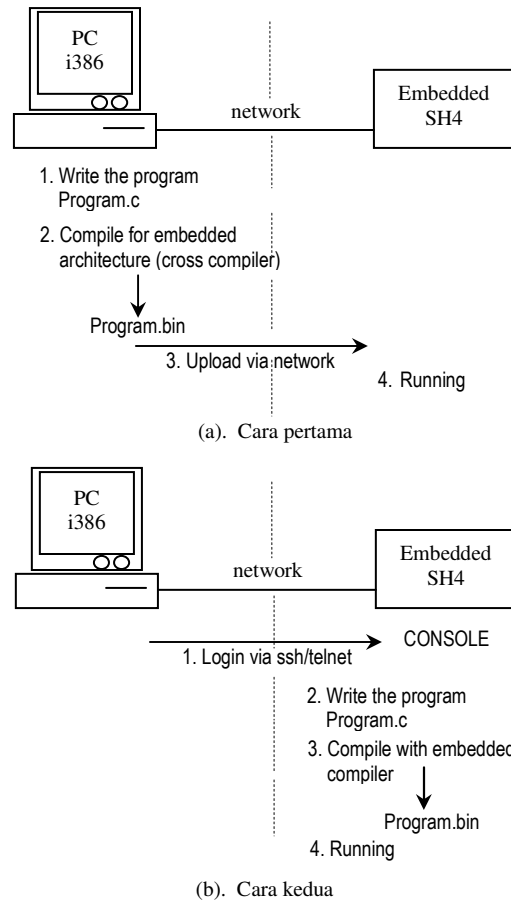 PC
i386
network
Embedded
SH4
1. Write the program
Program.c
2. Compile for embedded
architecture (cross compiler)
Program.bin
3. Upload via network
4. Running
(a). Cara pertama
PC
i386
network
Embedded
SH4
1. Login via ssh/telnet
CONSOLE
2. Write the program
Program.c
3. Compile with embedded
compiler
Program.bin
4. Running
(b). Cara kedua